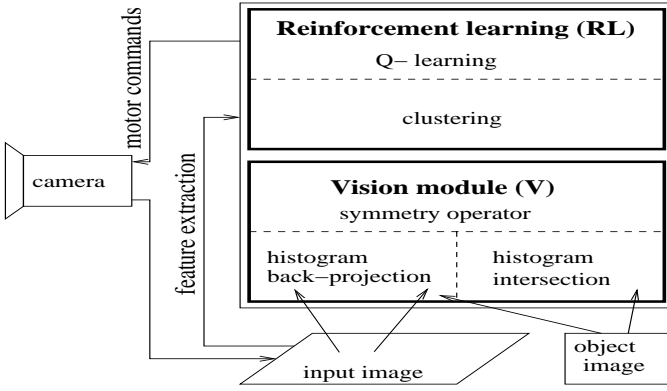 Reinforcement learning (RL)
Q- learning
clustering
motor commands
camera
feature extraction
Vision module (V)
symmetry operator
histogram
back-projection
histogram
intersection
input image
object
image